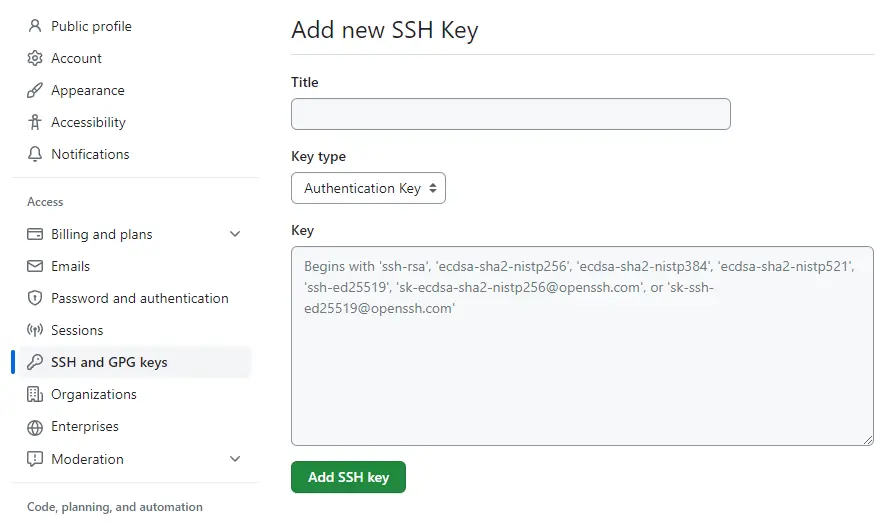 Public profile
Account
Appearance
Accessibility
Notifications
Access
Billing and plans
Emails
Password and authentication
Sessions
SSH and GPG keys
Organizations
Enterprises
Moderation
Code, planning, and automation
Add new SSH Key
Title
Key type
Authentication Key
Key
Begins with 'ssh-rsa', 'ecdsa-sha2-nistp256', 'ecdsa-sha2-nistp384', 'ecdsa-sha2-nistp521',
'ssh-ed25519', 'sk-ecdsa-sha2-nistp256@openssh.com', or 'sk-ssh-
ed25519@openssh.com'
Add SSH key